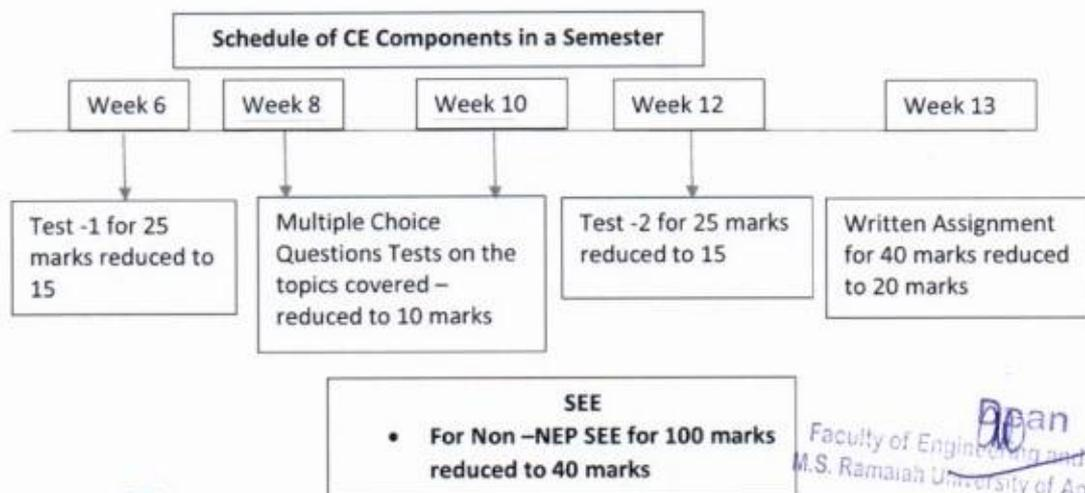 Schedule of CE Components in a Semester
Week 6
Week 8
Week 10
Week 12
Week 13
Test -1 for 25
marks reduced to
15
Multiple Choice
Questions Tests on the
topics covered –
reduced to 10 marks
Test -2 for 25 marks
reduced to 15
Written Assignment
for 40 marks reduced
to 20 marks
SEE
• For Non –NEP SEE for 100 marks
reduced to 40 marks
Dean
Faculty of Engineering and
M.S. Ramaiah University of Ap